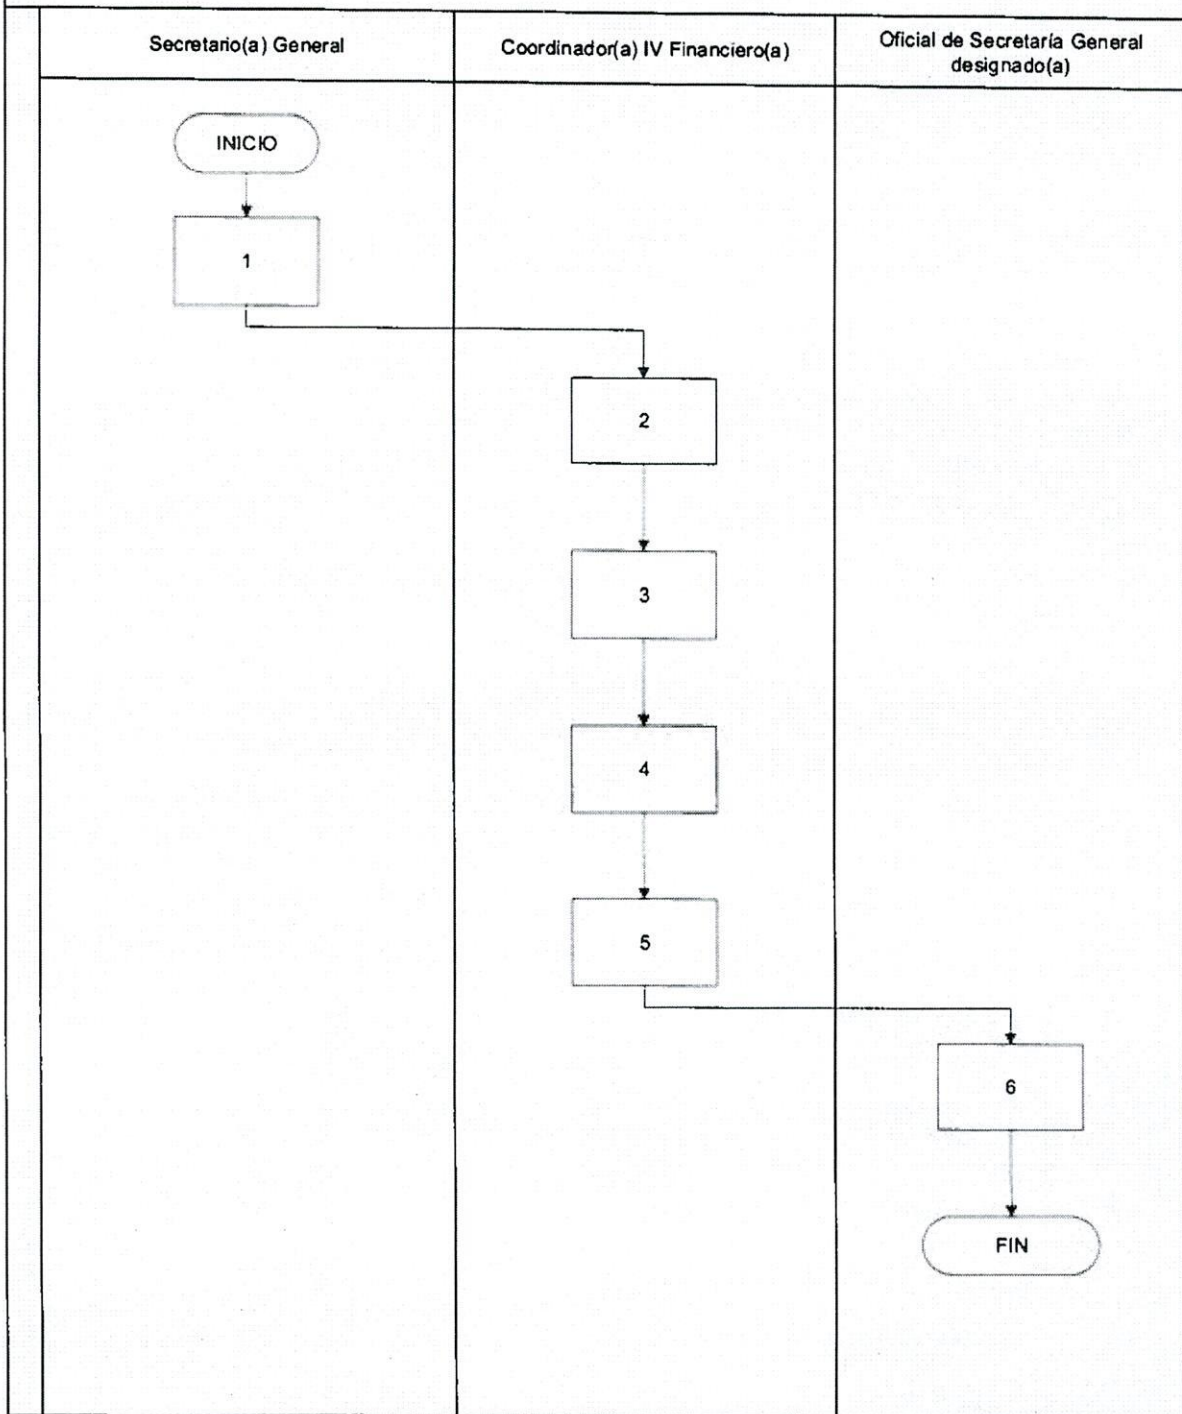 Secretario(a) General
Coordinador(a) IV Financiero(a)
Oficial de Secretaría General
designado(a)
INICIO
1
2
3
4
5
6
FIN